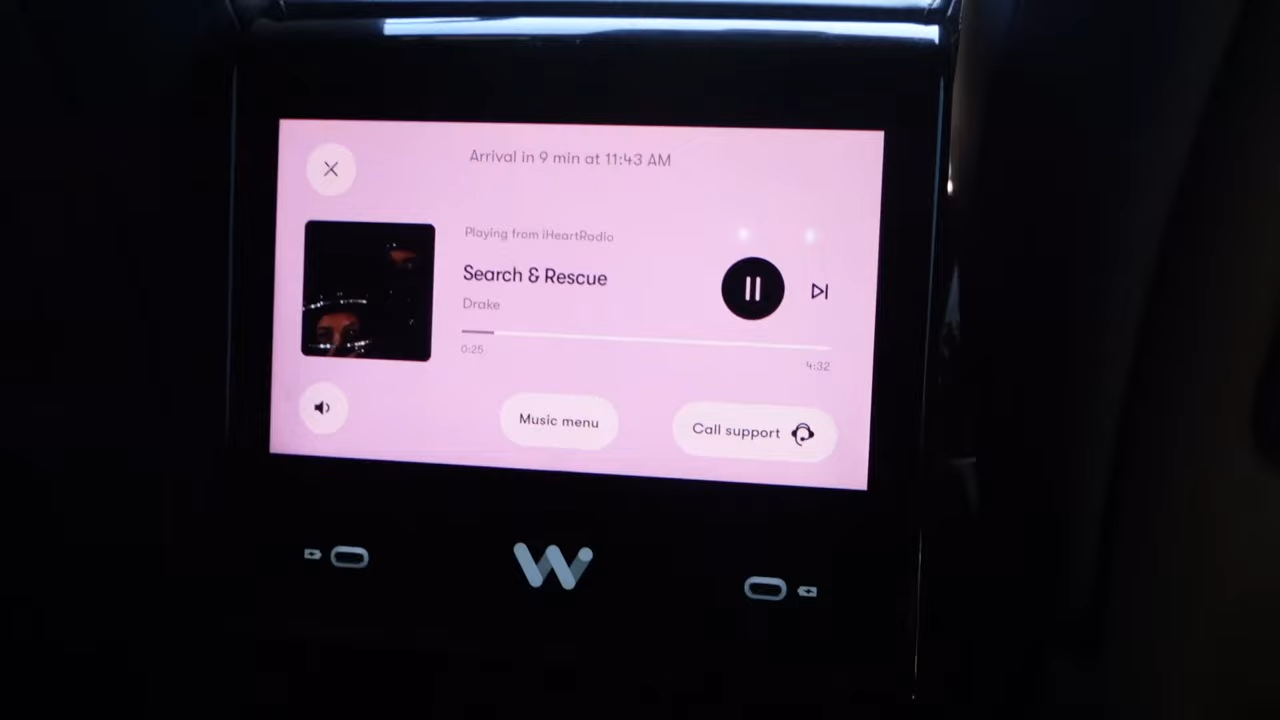 Arrival in 9 min at 11:43 AM
Playing from iHeartRadio
Search & Rescue
Drake
0:25
4:32
Music menu
Call support
W